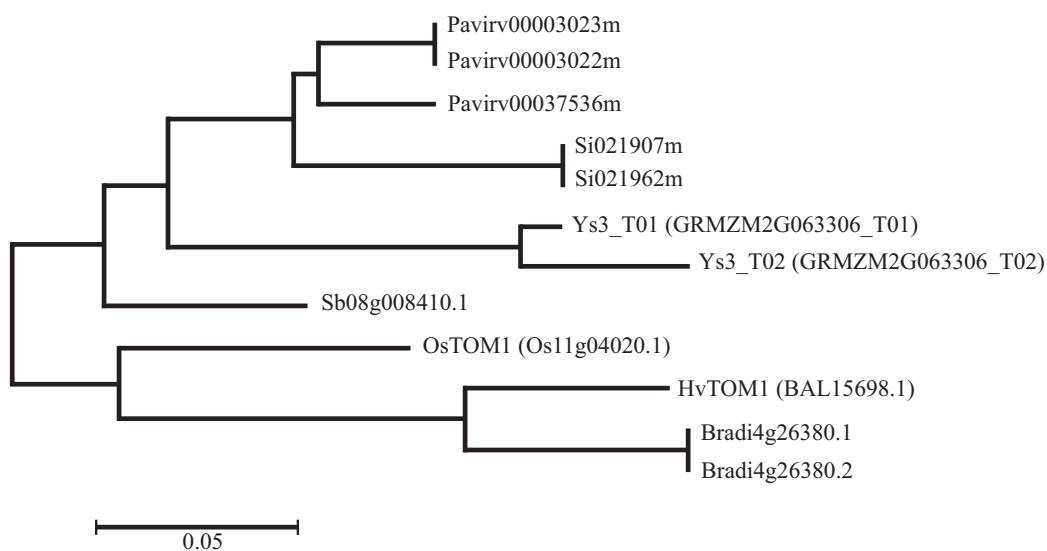 Pavirv00003023m
Pavirv00003022m
Pavirv00037536m
Si021907m
Si021962m
Ys3_T01 (GRMZM2G063306_T01)
Ys3_T02 (GRMZM2G063306_T02)
Sb08g008410.1
OsTOM1 (Os11g04020.1)
HvTOM1 (BAL15698.1)
Bradi4g26380.1
Bradi4g26380.2
0.05